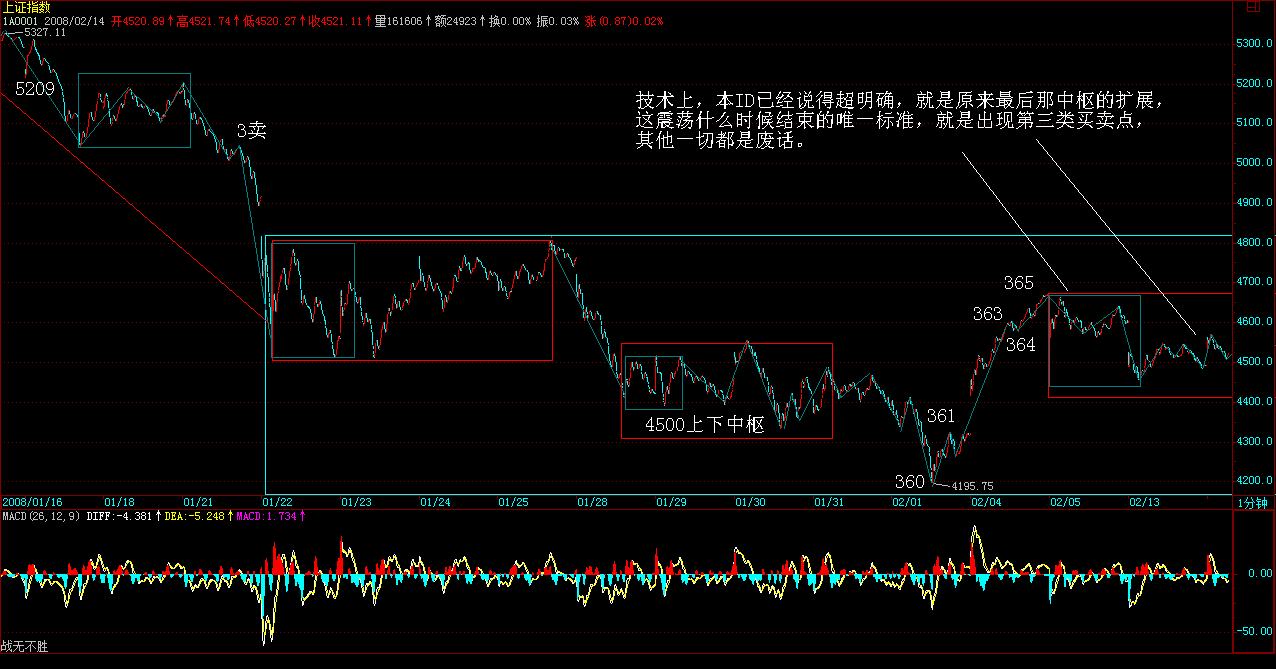 上证指数
1A0001 2008/02/14 开4520.89↑高4521.74↑低4520.27↑收4521.11↑量161606↑额24923↑换0.00% 振0.03% 涨(0.87)0.02%
5327.11
5300.0
5209
5200.0
技术上，本ID已经说得超明确，就是原来最后那中枢的扩展，
这震荡什么时候结束的唯一标准，就是出现第三类买卖点，
其他一切都是废话。
3卖
5100.0
5000.0
4900.0
4800.0
4700.0
365
363
364
4600.0
4500.0
4400.0
4500上下中枢
361
4300.0
360
4195.75
4200.0
2008/01/16 01/18 01/21 01/22 01/23 01/24 01/25 01/28 01/29 01/30 01/31 02/01 02/04 02/05 02/13 1分钟
MACD(26,12,9) DIFF:-4.381↑DEA:-5.248↑MACD:1.734↑
0.00
-50.00
战无不胜